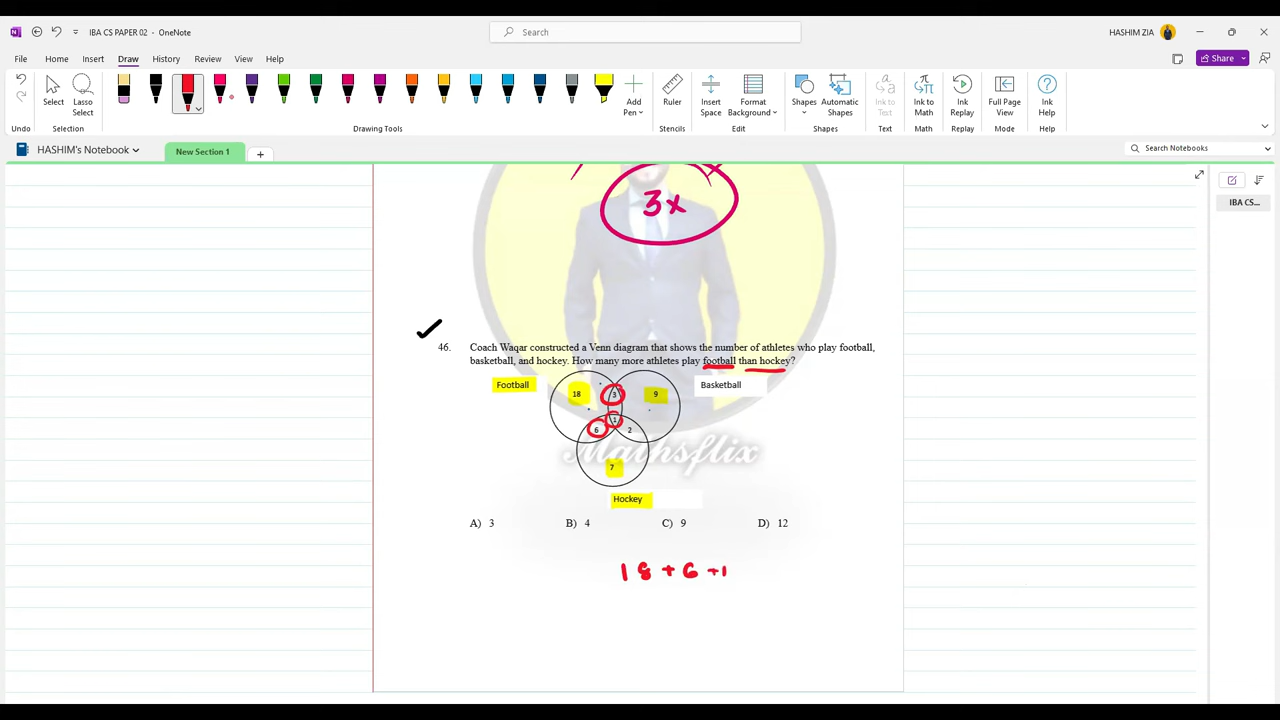 IBA CS PAPER 02 - OneNote
Search
HASHIM ZIA
File Home Insert Draw History Review View Help
Share
Undo
Select
Lasso Select
Add Pen
Ruler
Insert Space
Format Background
Shapes
Automatic Shapes
Ink to Text
Ink to Math
Ink Replay
Full Page View
Ink Help
Undo Selection Drawing Tools Stencils Edit Shapes Text Math Replay Mode Help
HASHIM's Notebook
New Section 1
Search Notebooks
IBA CS...
3x
46. Coach Waqar constructed a Venn diagram that shows the number of athletes who play football,
basketball, and hockey. How many more athletes play football than hockey?
Football
Basketball
18 3 9
1
6 2
Mathsflix
7
Hockey
A) 3 B) 4 C) 9 D) 12
18 + 6 + 1